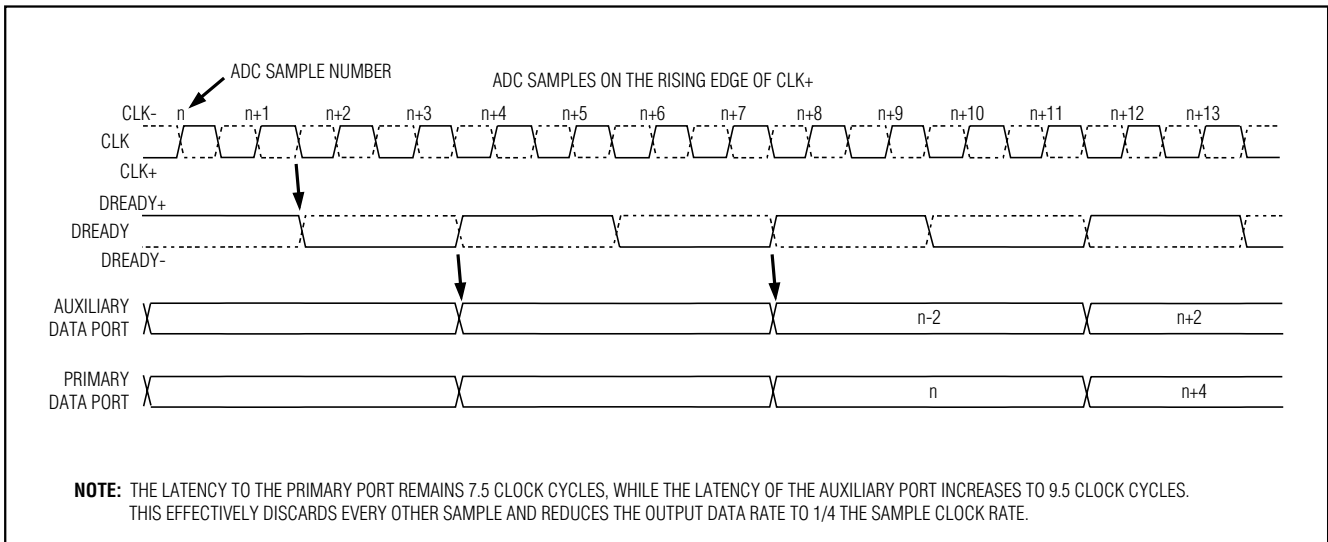 ADC SAMPLE NUMBER
ADC SAMPLES ON THE RISING EDGE OF CLK+
CLK- n n+1 n+2 n+3 n+4 n+5 n+6 n+7 n+8 n+9 n+10 n+11 n+12 n+13
CLK
CLK+
DREADY+
DREADY
DREADY-
AUXILIARY
DATA PORT
n-2 n+2
PRIMARY
DATA PORT
n n+4
NOTE: THE LATENCY TO THE PRIMARY PORT REMAINS 7.5 CLOCK CYCLES, WHILE THE LATENCY OF THE AUXILIARY PORT INCREASES TO 9.5 CLOCK CYCLES.
THIS EFFECTIVELY DISCARDS EVERY OTHER SAMPLE AND REDUCES THE OUTPUT DATA RATE TO 1/4 THE SAMPLE CLOCK RATE.